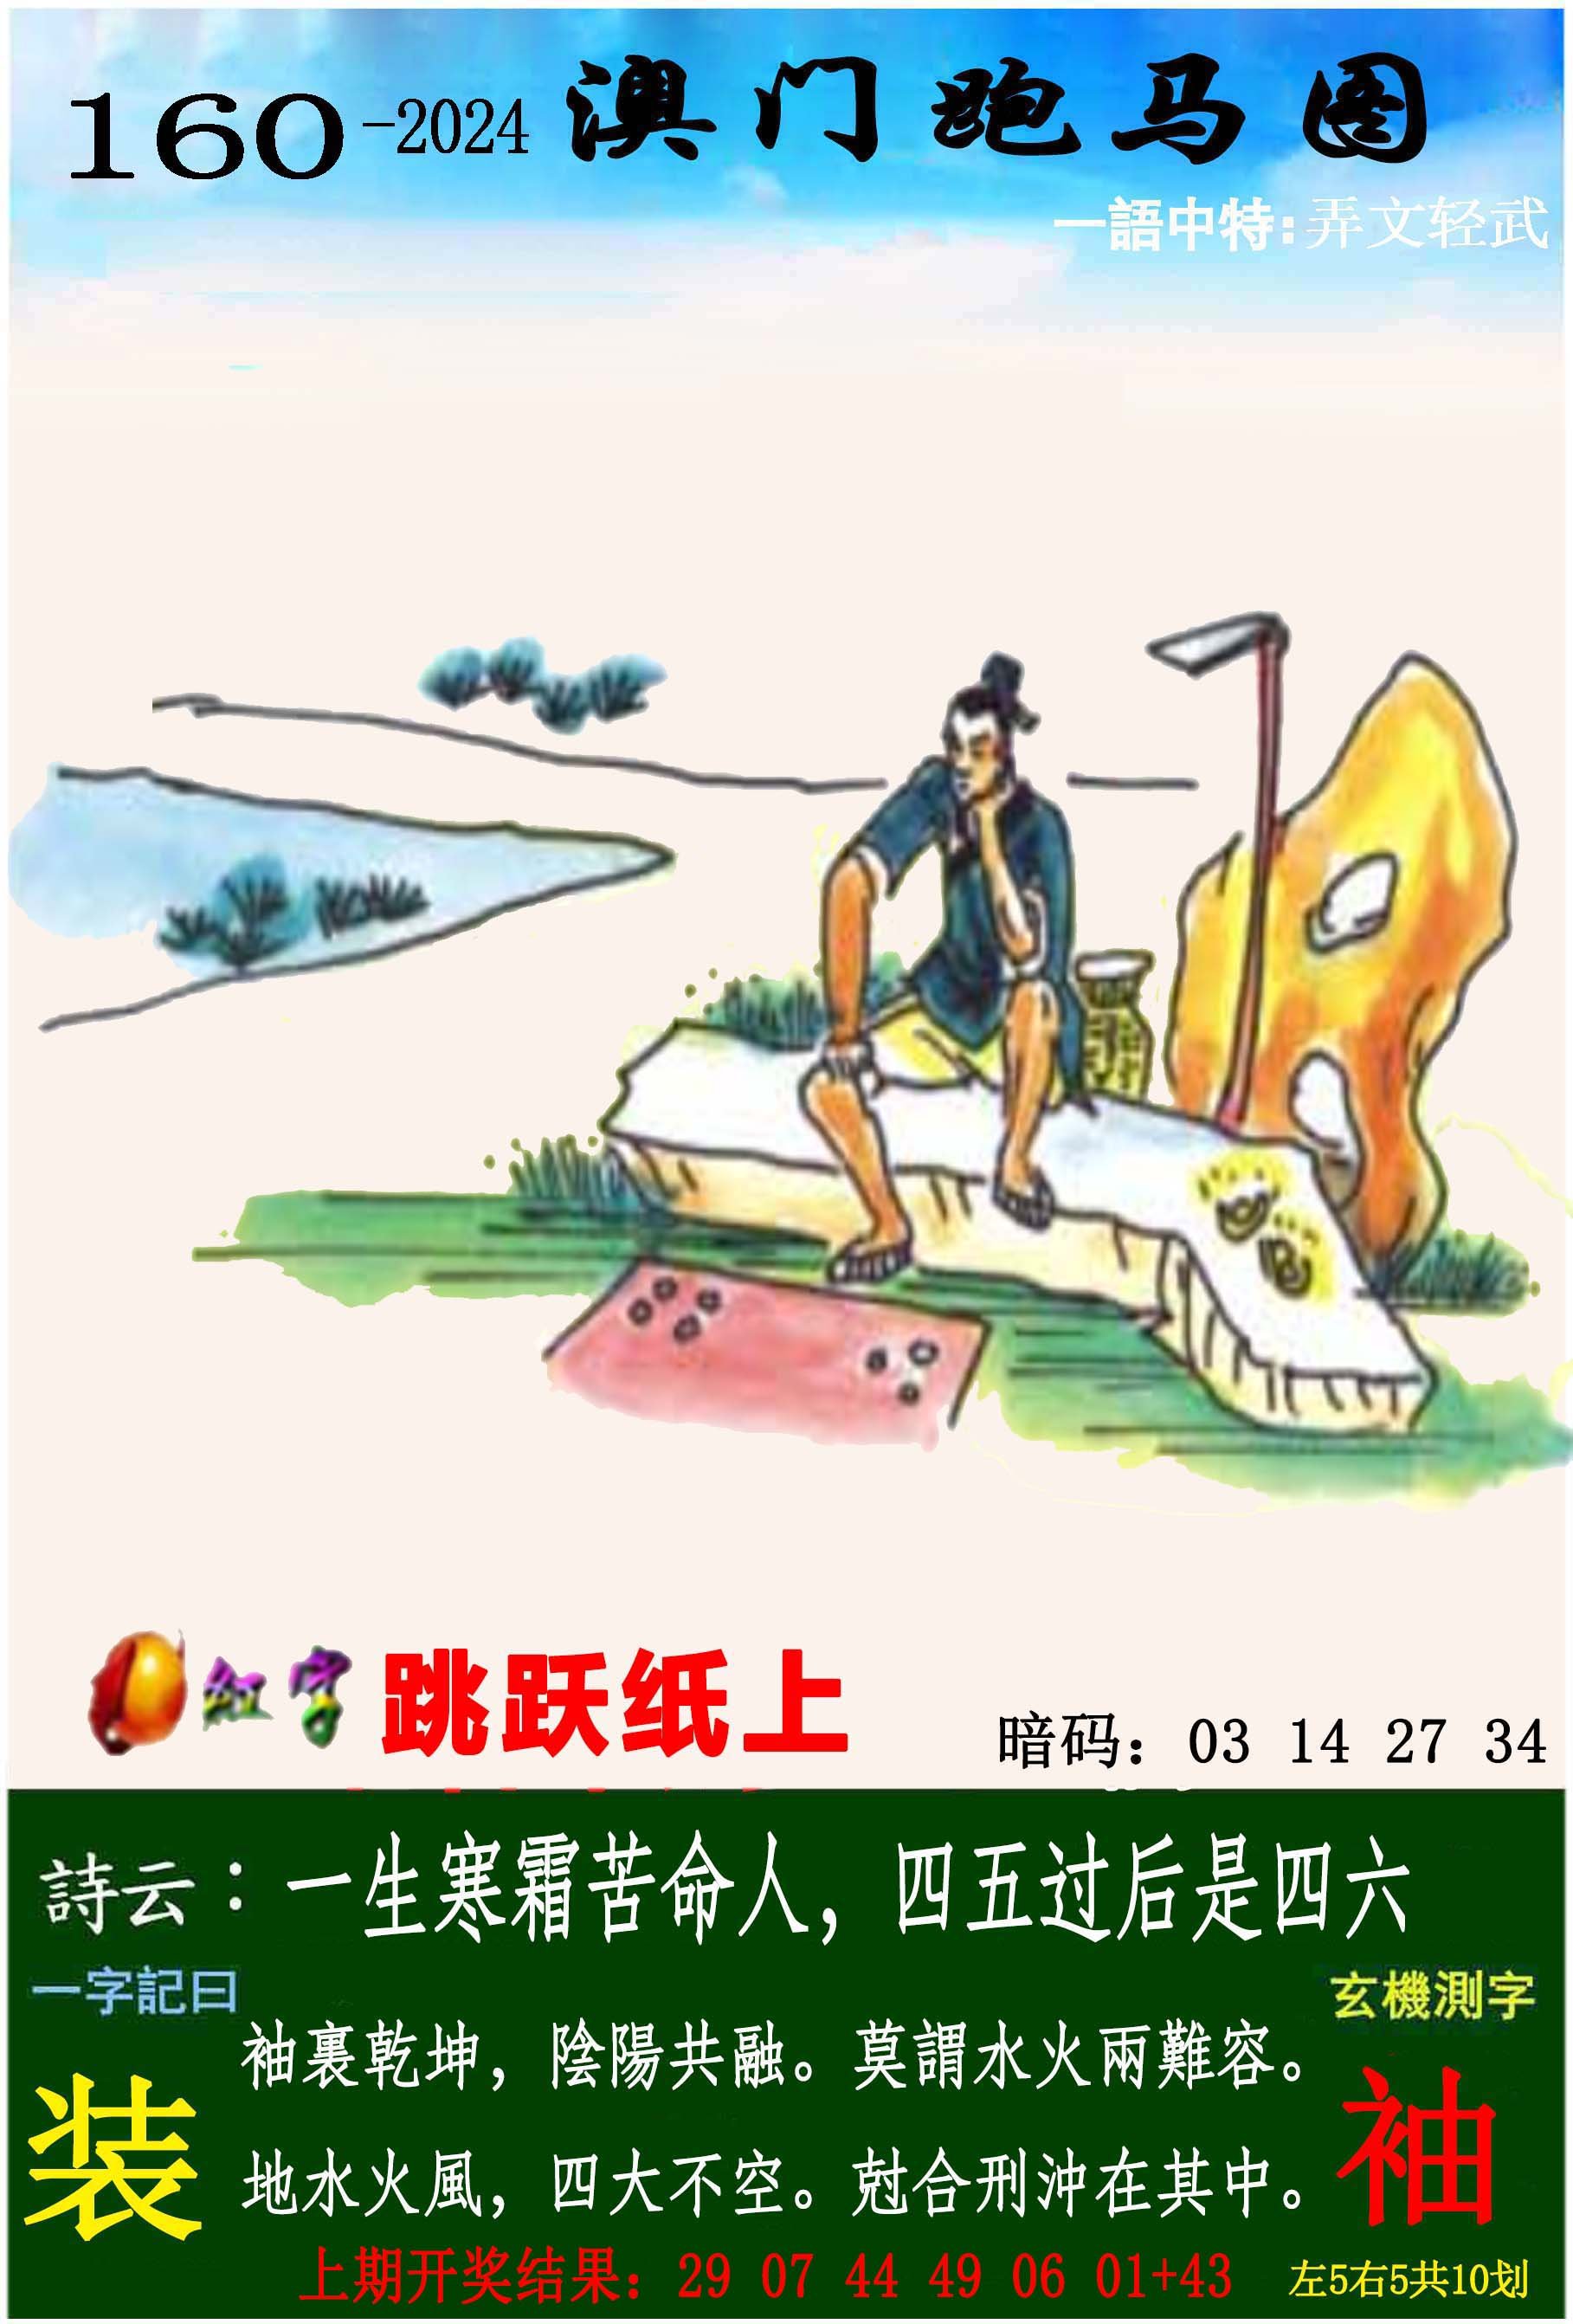 160-2024 澳门跑马图
一語中特:弄文轻武
红字 跳跃纸上
暗码：03 14 27 34
詩云：一生寒霜苦命人，四五过后是四六
一字記曰
玄機測字
袖裏乾坤，陰陽共融。莫謂水火兩難容。
装
袖
地水火風，四大不空。尅合刑沖在其中。
上期开奖结果：29 07 44 49 06 01+43
左5右5共10划